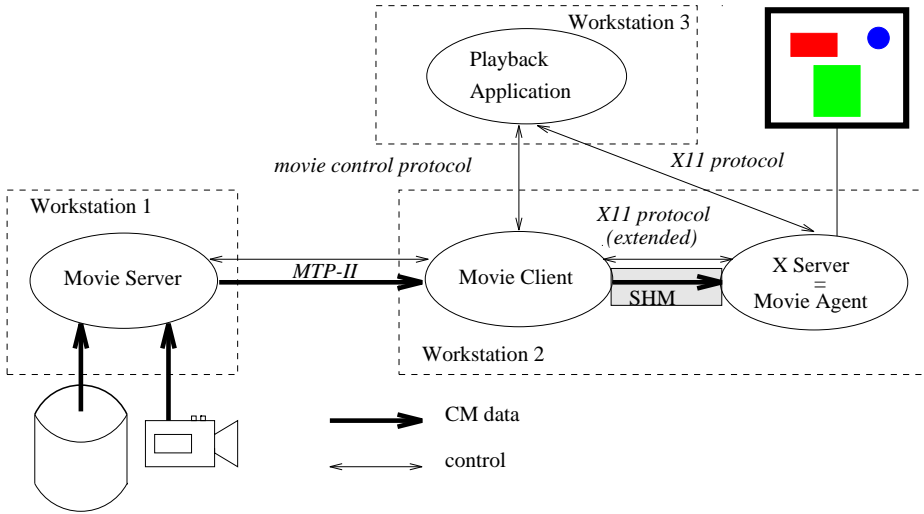 Workstation 3
Playback
Application
movie control protocol
X11 protocol
Workstation 1
X11 protocol
(extended)
Movie Server
MTP-II
Movie Client
SHM
X Server
=
Movie Agent
Workstation 2
CM data
control